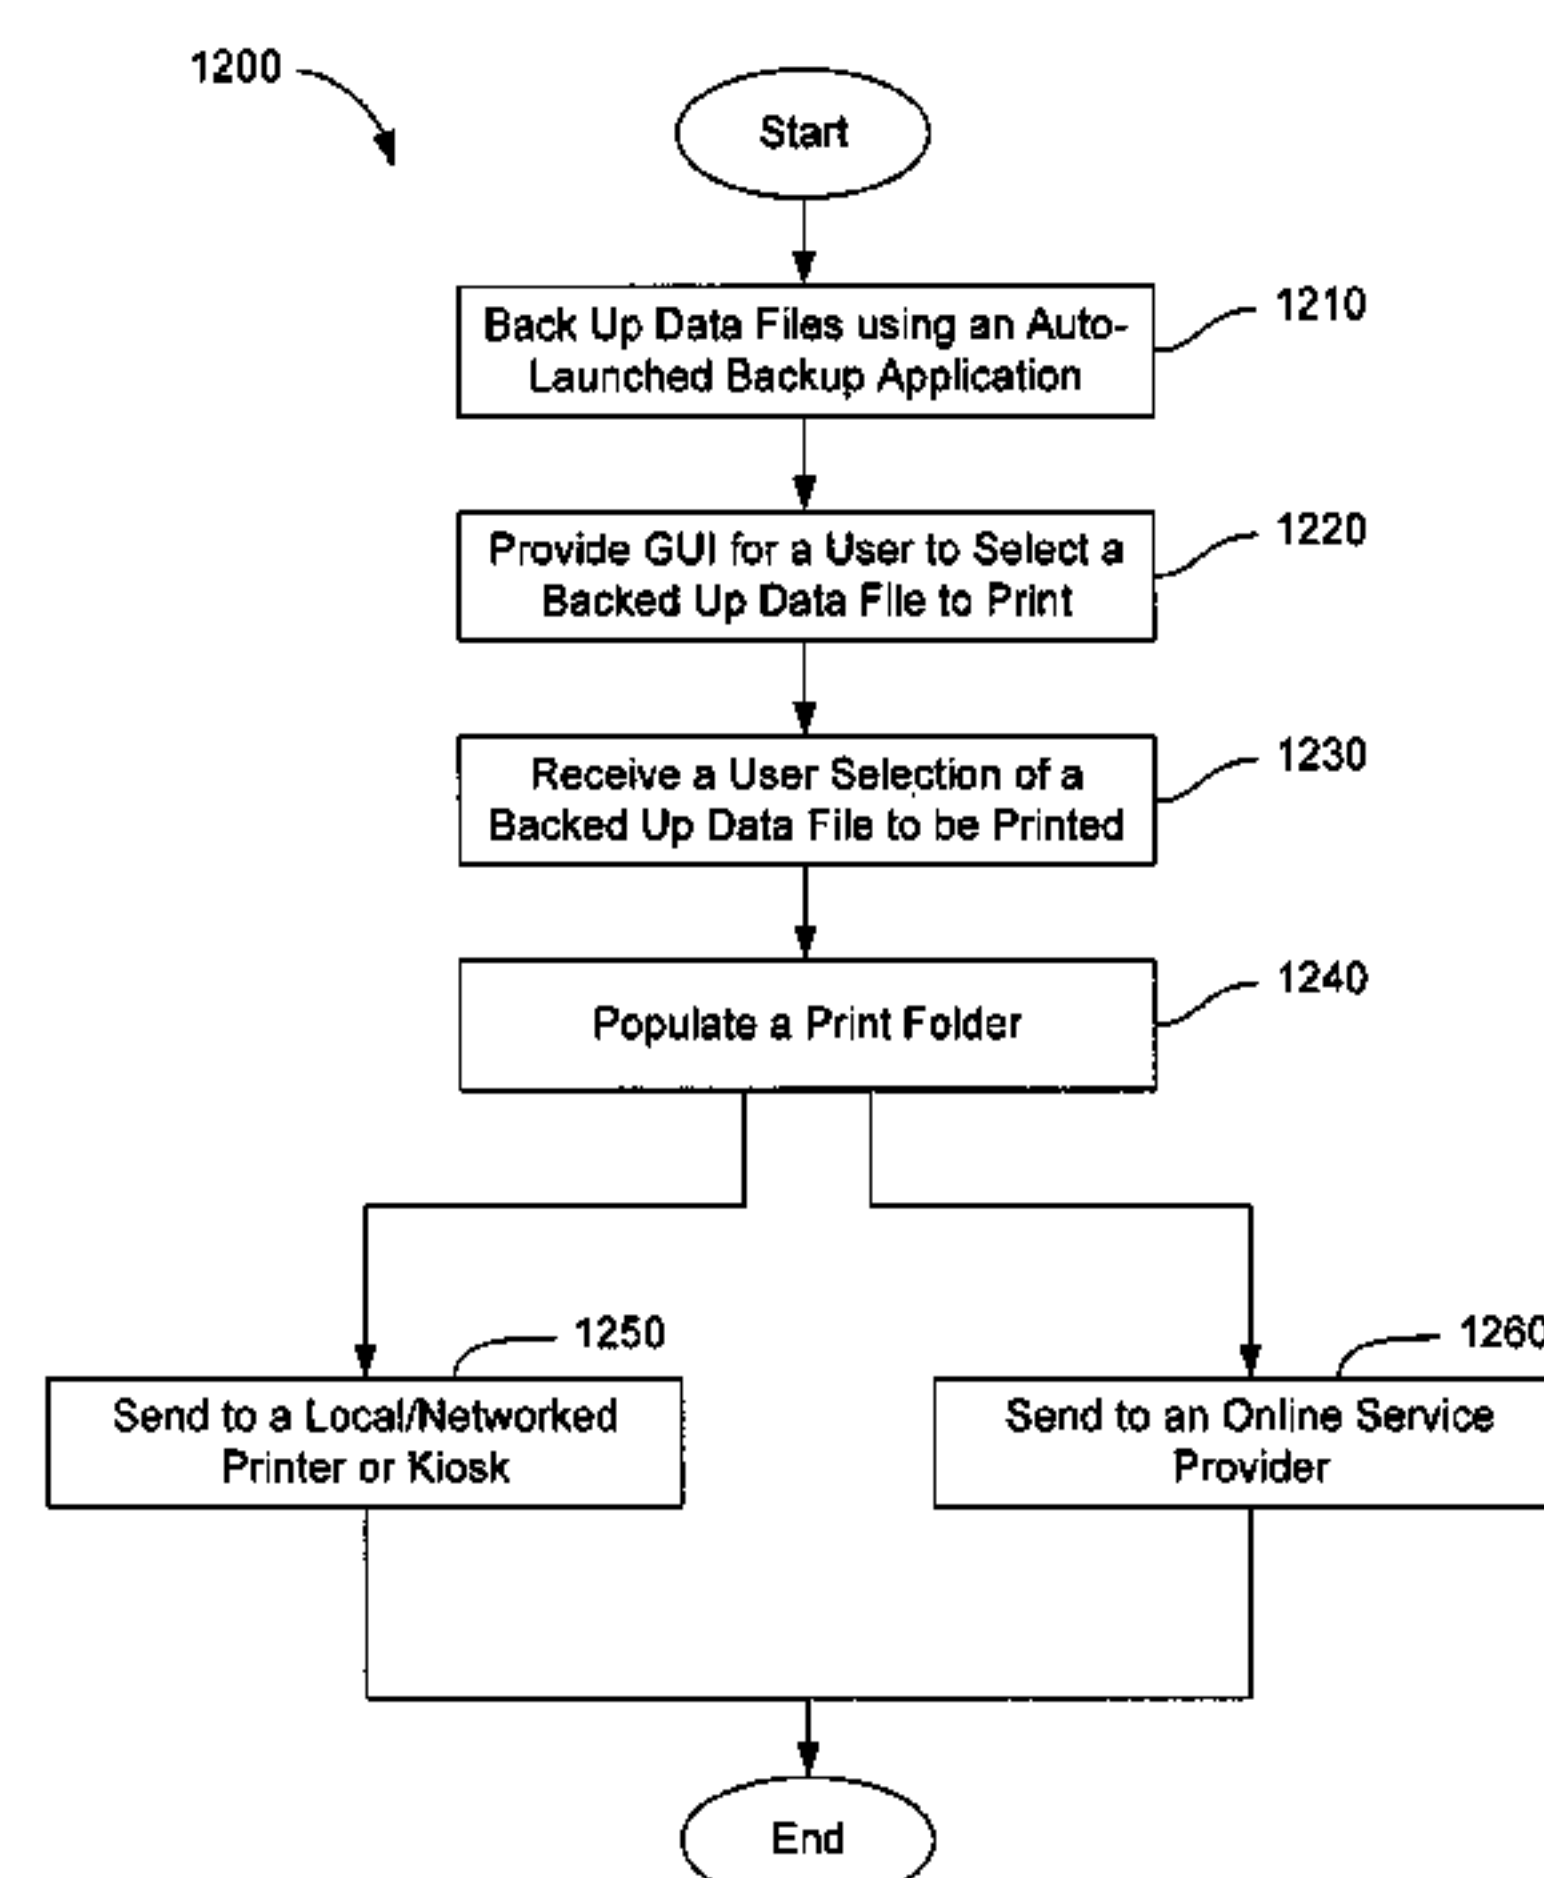 1200
Start
Back Up Data Files using an Auto-
Launched Backup Application
1210
Provide GUI for a User to Select a
Backed Up Data File to Print
1220
Receive a User Selection of a
Backed Up Data File to be Printed
1230
Populate a Print Folder
1240
1250
Send to a Local/Networked
Printer or Kiosk
1260
Send to an Online Service
Provider
End